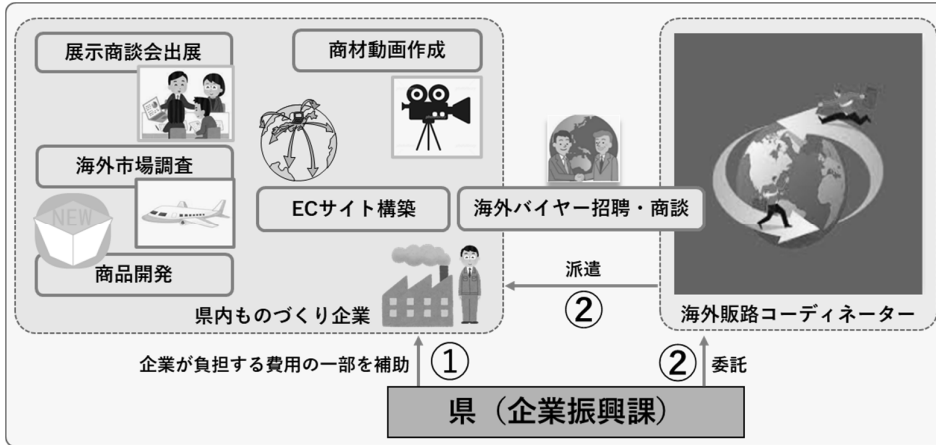 展示商談会出展
商材動画作成
海外市場調査
NEW
ECサイト構築
海外バイヤー招聘・商談
商品開発
県内ものづくり企業
派遣
②
海外販路コーディネーター
企業が負担する費用の一部を補助
①
②
委託
県（企業振興課）